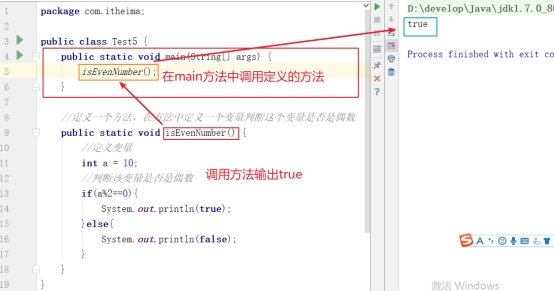 1 package com.itheima;
2
3 public class Test5 {
4 public static void main(String[] args) {
5 isEvenNumber(); 在main方法中调用定义的方法
6 }
7
8 //定义一个方法，在方法中定义一个变量判断这个变量是否是偶数
9 public static void isEvenNumber() {
10 //定义变量
11 int a = 10; 调用方法输出true
12 //判断该变量是否是偶数
13 if(a%2==0){
14 System.out.println(true);
15 }else{
16 System.out.println(false);
17 }
18 }
19 }
D:\develop\Java\jdk1.7.0_80
true
Process finished with exit co
S A
激活 Windows